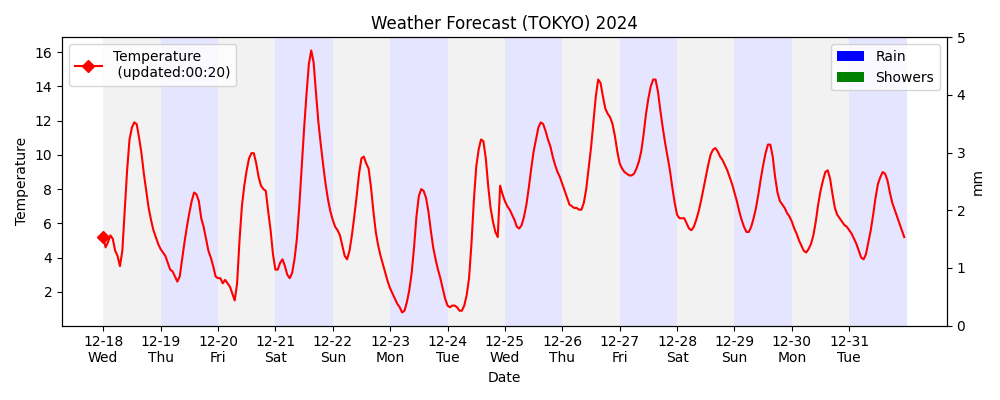 Weather Forecast (TOKYO) 2024
Temperature
(updated:00:20)
Rain
Showers
Temperature
16
14
12
10
8
6
4
2
5
4
3
2
1
0
mm
12-18 12-19 12-20 12-21 12-22 12-23 12-24 12-25 12-26 12-27 12-28 12-29 12-30 12-31
Wed Thu Fri Sat Sun Mon Tue Wed Thu Fri Sat Sun Mon Tue
Date